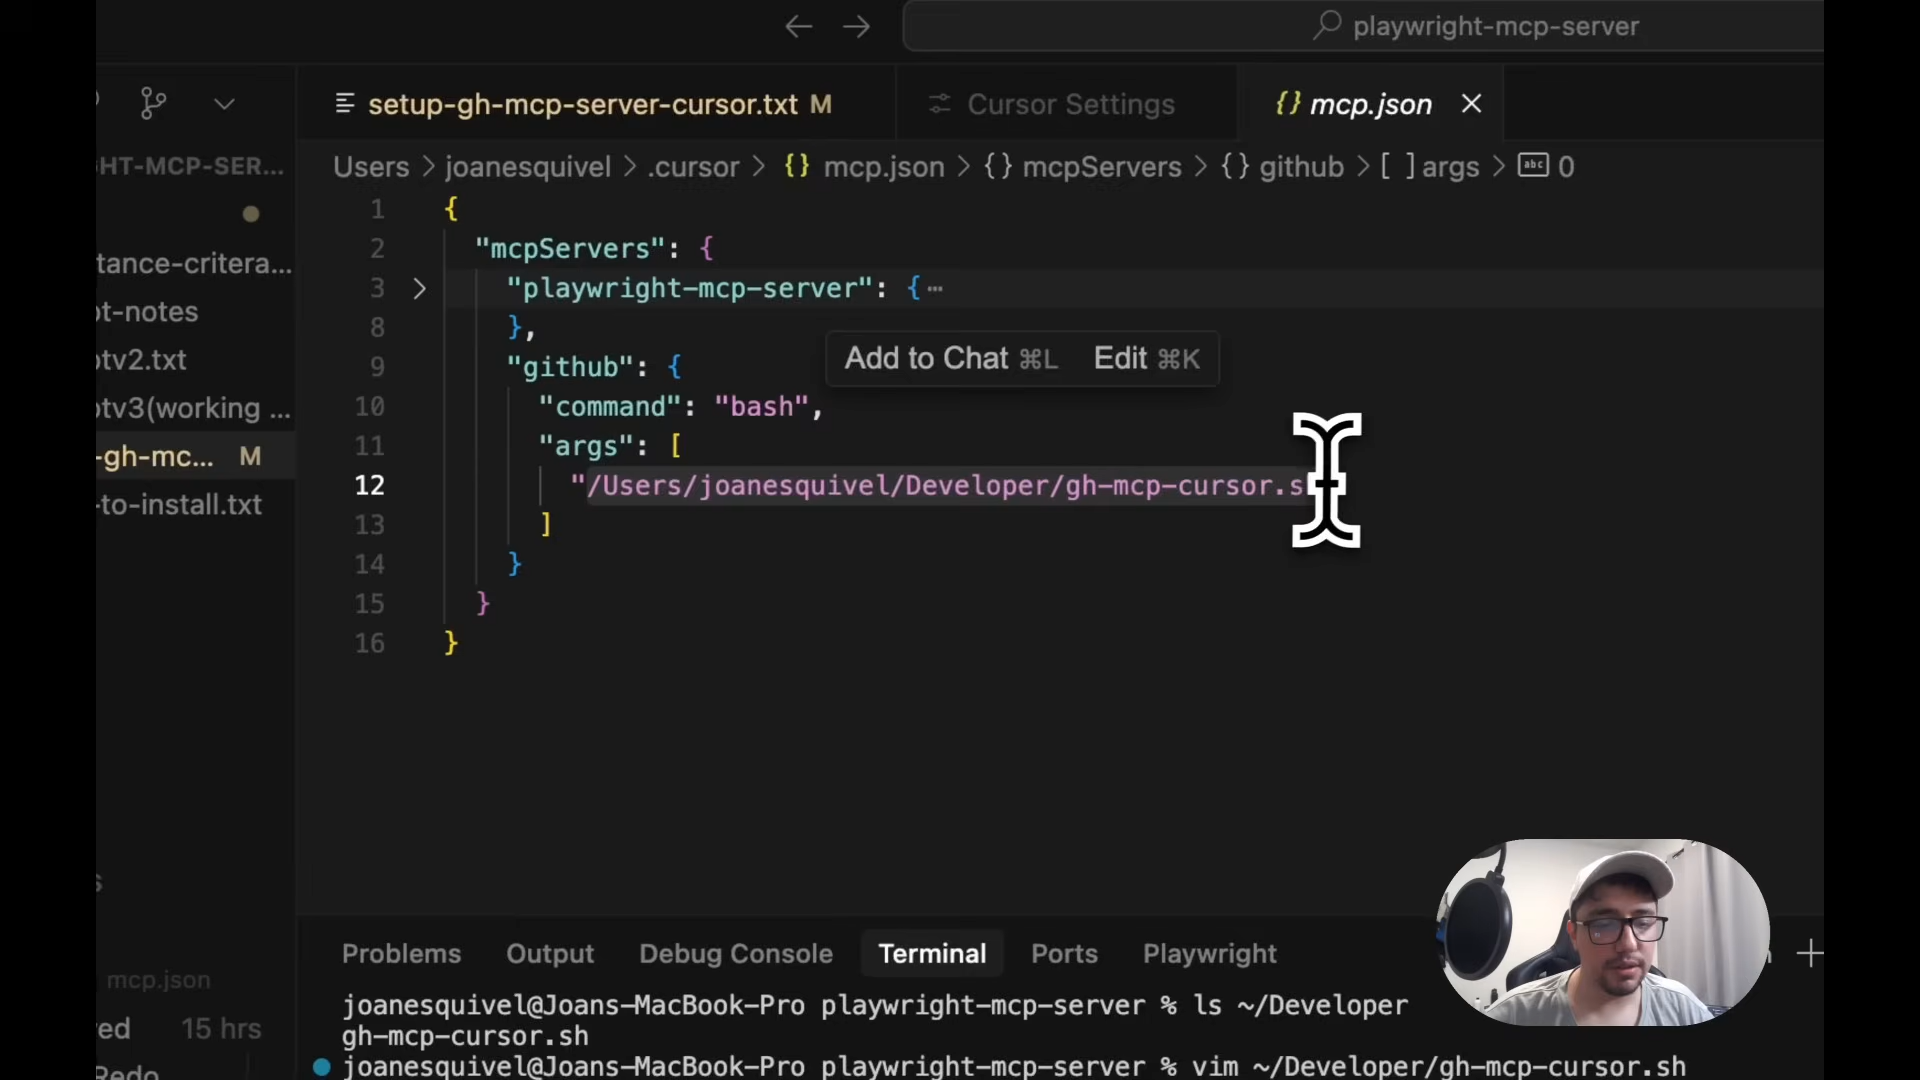 playwright-mcp-server
setup-gh-mcp-server-cursor.txt M
Cursor Settings
{} mcp.json
Users > joanesquivel > .cursor > {} mcp.json > {} mcpServers > {} github > [ ] args > abc 0
HT-MCP-SER...
tance-critera...
ot-notes
otv2.txt
otv3(working ...
-gh-mc... M
-to-install.txt
1 {
2 "mcpServers": {
3 "playwright-mcp-server": { ...
8 },
9 "github": {
10 "command": "bash",
11 "args": [
12 "/Users/joanesquivel/Developer/gh-mcp-cursor.s
13 ]
14 }
15 }
16 }
Add to Chat ⌘L Edit ⌘K
mcp.json
ed 15 hrs
Redo
Problems Output Debug Console Terminal Ports Playwright
joanesquivel@Joans-MacBook-Pro playwright-mcp-server % ls ~/Developer
gh-mcp-cursor.sh
joanesquivel@Joans-MacBook-Pro playwright-mcp-server % vim ~/Developer/gh-mcp-cursor.sh